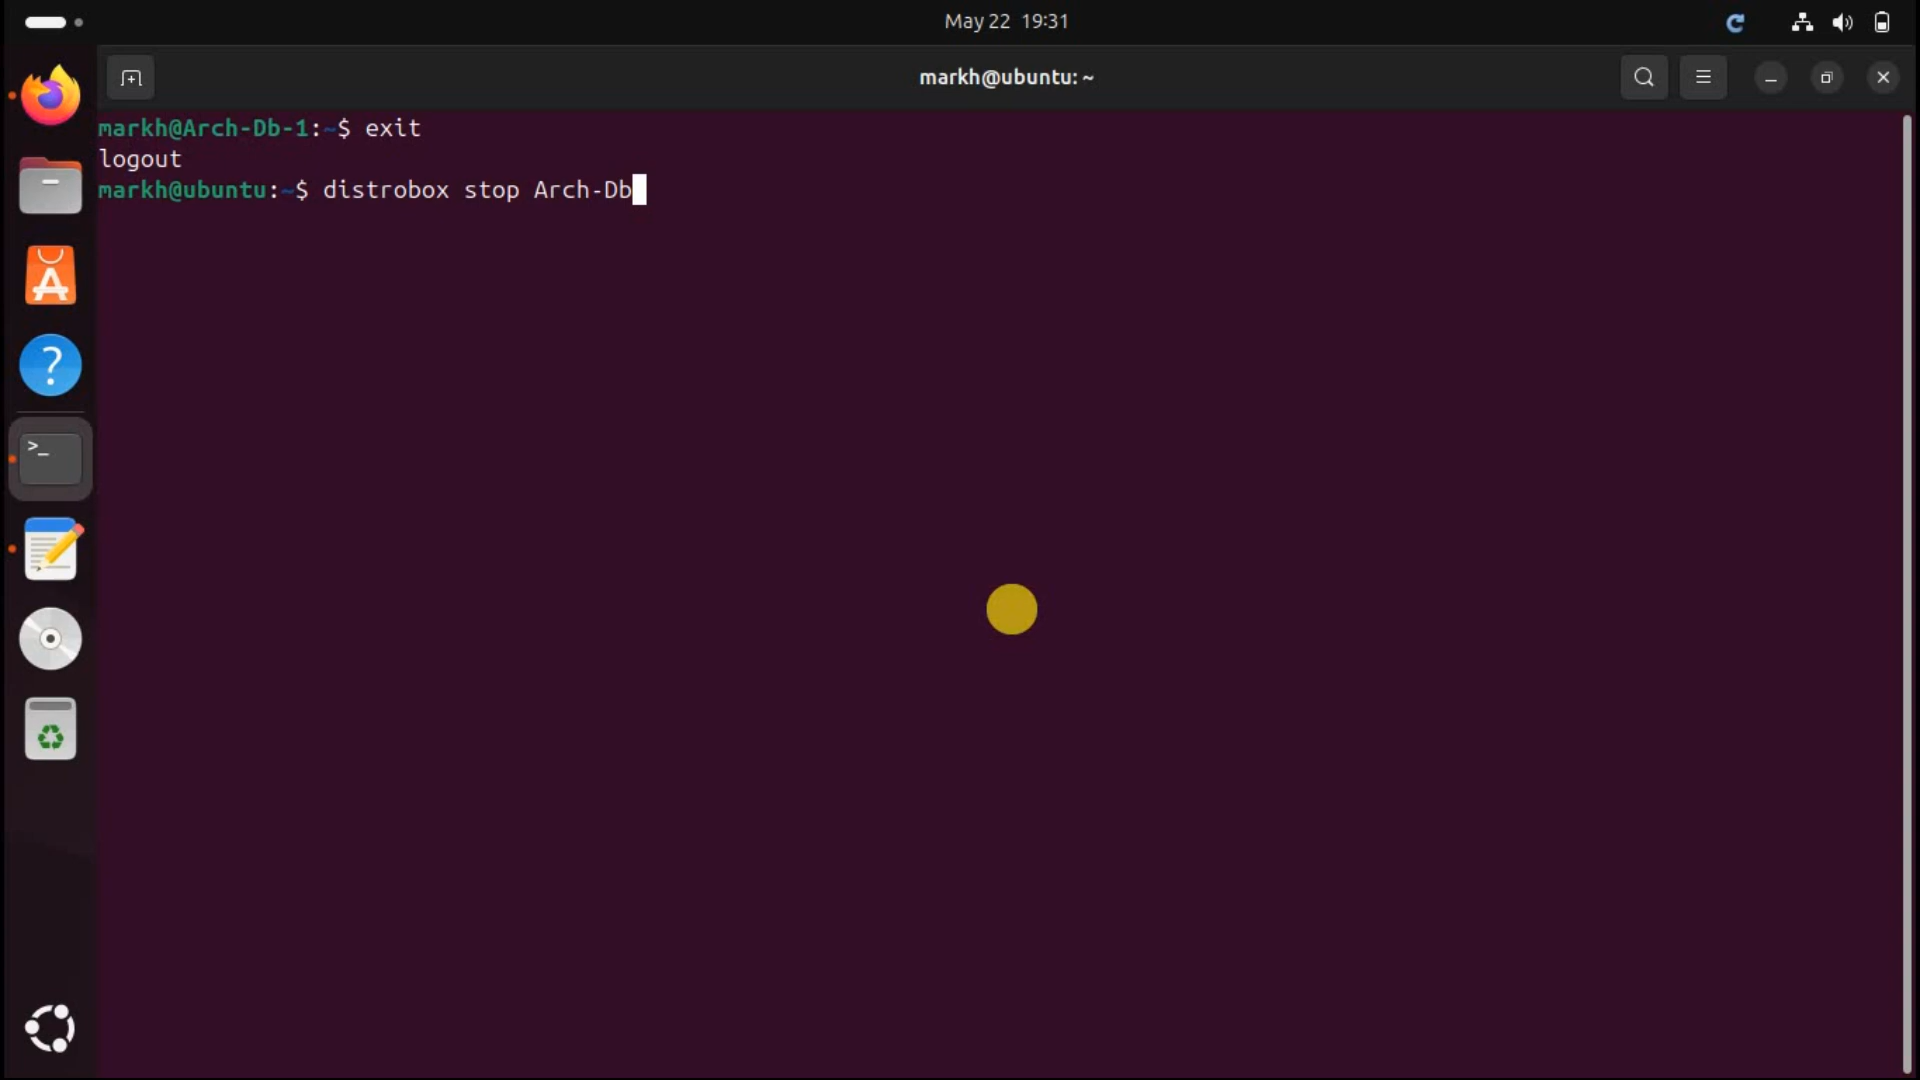 May 22 19:31
markh@ubuntu: ~
markh@Arch-Db-1:~$ exit
logout
markh@ubuntu:~$ distrobox stop Arch-Db